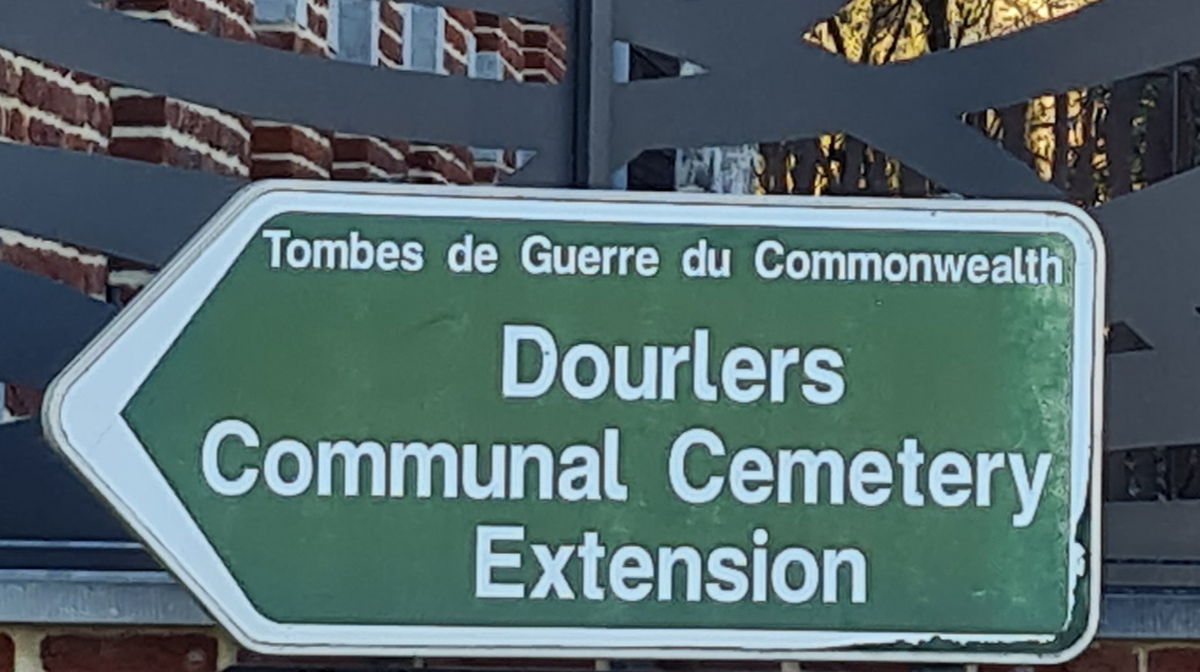 Tombes de Guerre du Commonwealth
Dourlers
Communal Cemetery
Extension